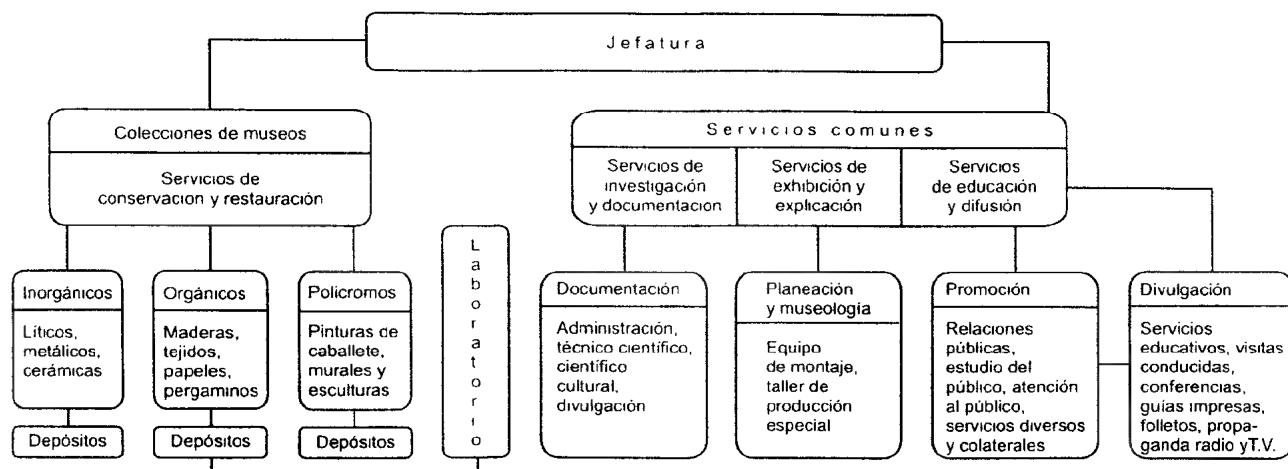 Jefatura
Colecciones de museos
Servicios de
conservacion y restauración
Servicios comunes
Servicios de
investigación
y documentacion
Servicios de
exhibición y
explicación
Servicios
de educación
y difusión
Inorgánicos
Líticos,
metálicos,
cerámicas
Depósitos
Orgánicos
Maderas,
tejidos,
papeles,
pergaminos
Depósitos
Policromos
Pinturas de
caballete,
murales y
esculturas
Depósitos
Laboratorio
Documentación
Administración,
técnico científico,
científico
cultural,
divulgación
Planeación
y museología
Equipo
de montaje,
taller de
producción
especial
Promoción
Relaciones
públicas,
estudio del
público, atención
al público,
servicios diversos
y colaterales
Divulgación
Servicios
educativos, visitas
conducidas,
conferencias,
guías impresas,
folletos, propa-
ganda radio yT.V.